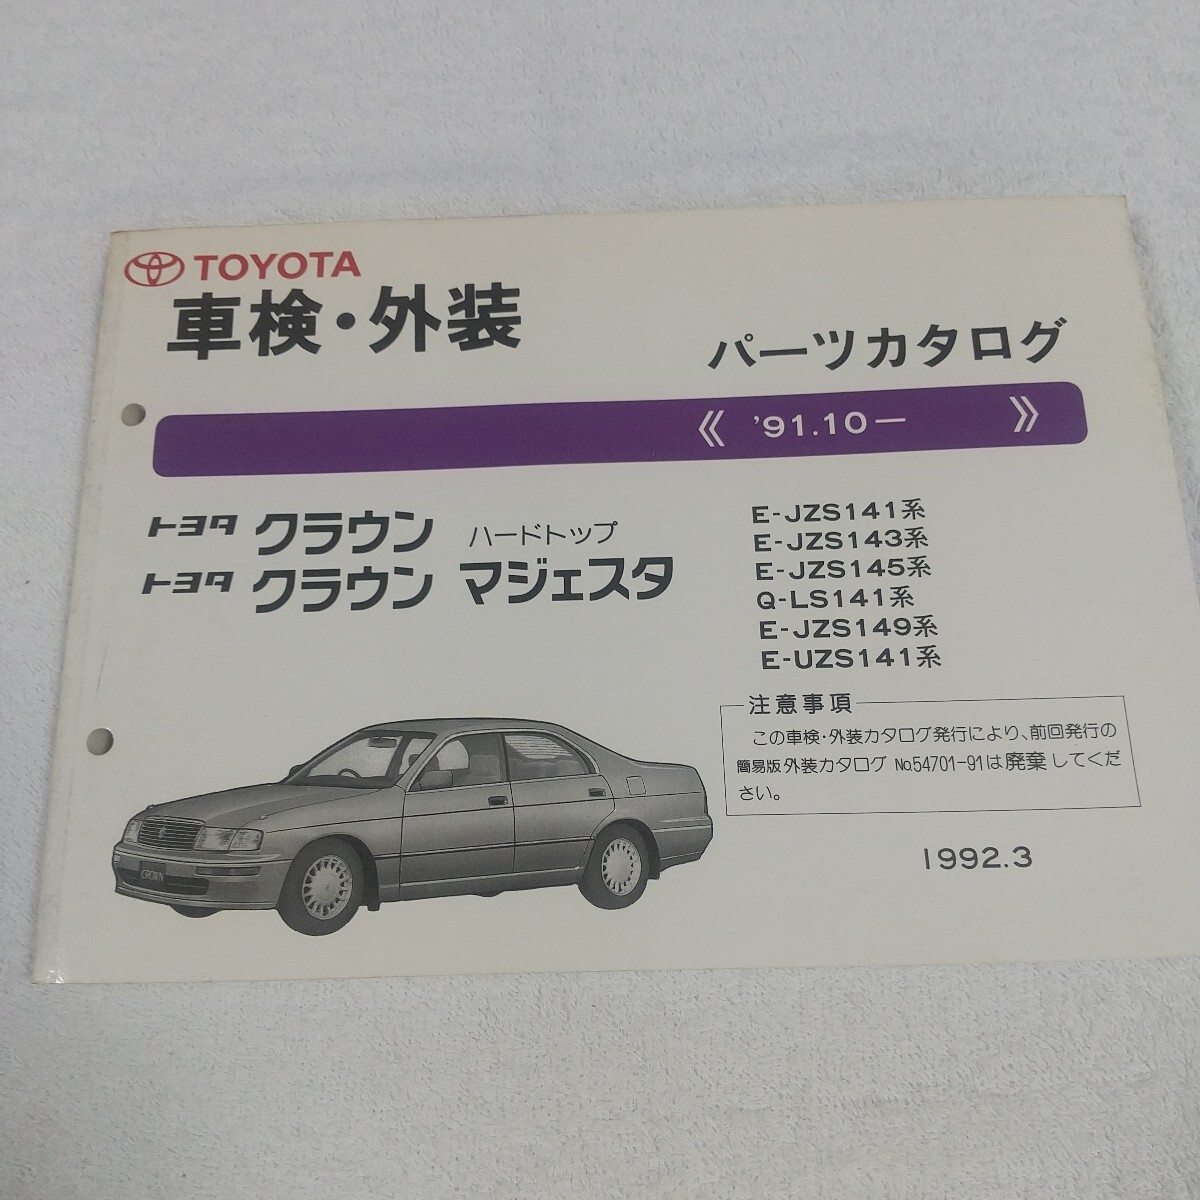 TOYOTA
車検・外装
パーツカタログ
《 '91.10— 》
トヨタ クラウン ハードトップ
トヨタ クラウン マジェスタ
E-JZS141系
E-JZS143系
E-JZS145系
Q-LS141系
E-JZS149系
E-UZS141系
注意事項
この車検・外装カタログ発行により、前回発行の
簡易版外装カタログ No.54701-91は廃棄してくだ
さい。
1992.3
CROWN